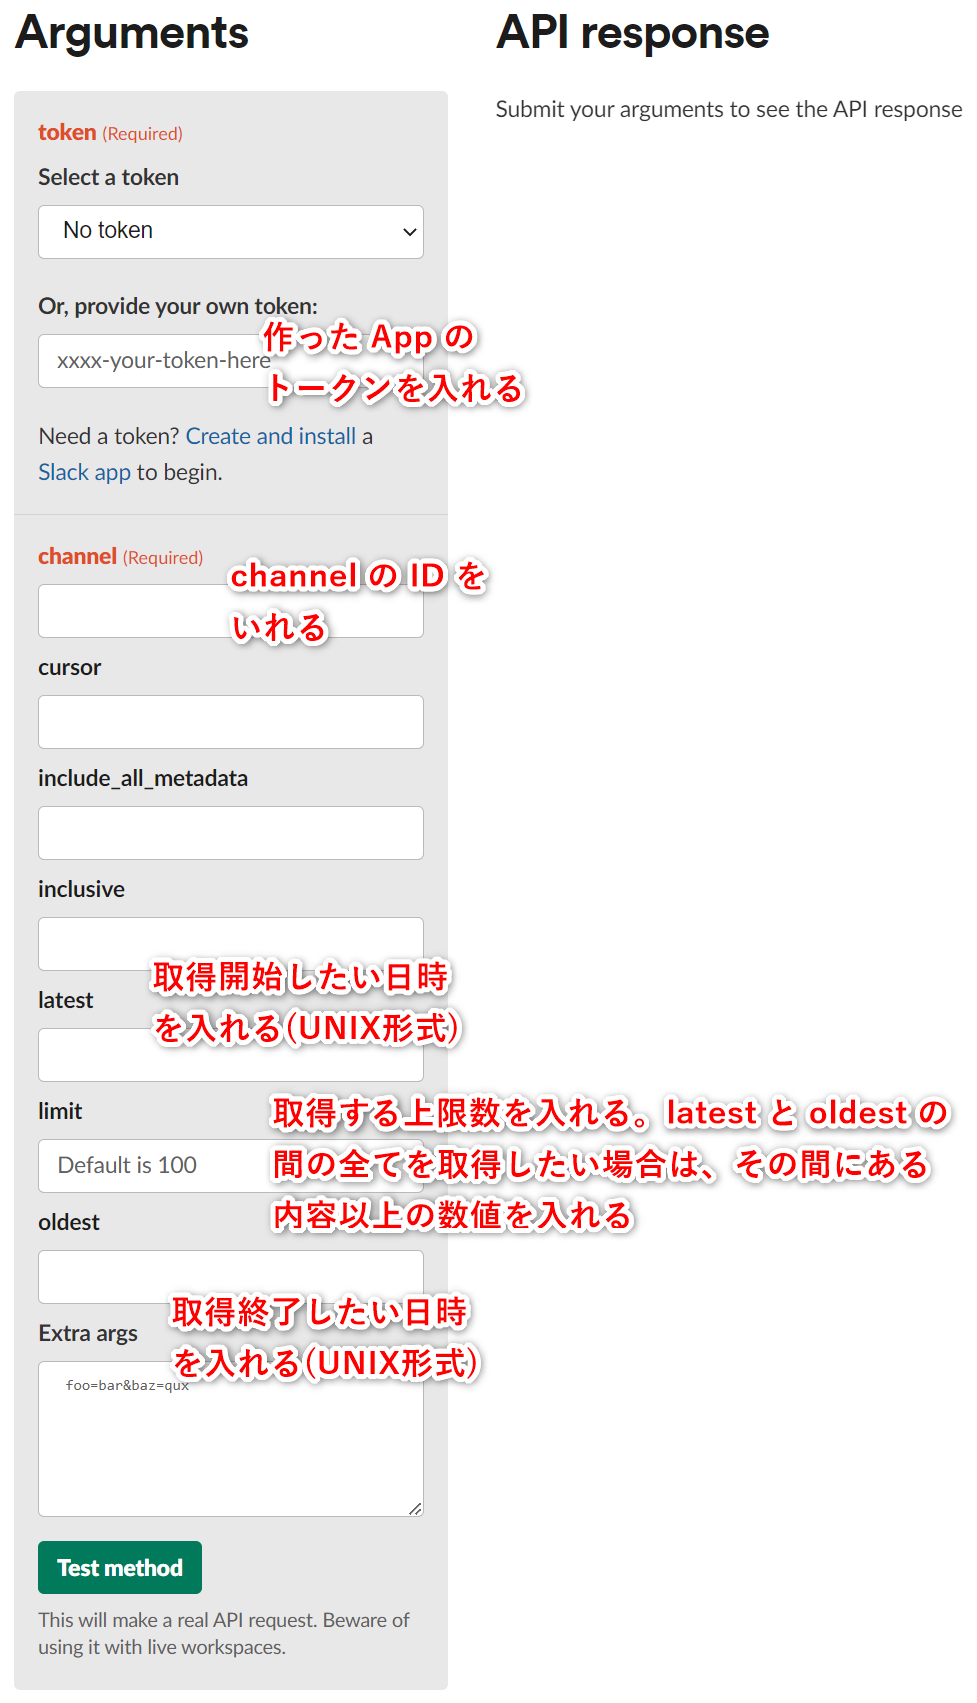 Arguments
API response
Submit your arguments to see the API response
token (Required)
Select a token
No token
Or, provide your own token:
作った App の
xxxx-your-token-here
トークンを入れる
Need a token? Create and install a
Slack app to begin.
channel (Required)
channel の ID を
いれる
cursor
include_all_metadata
inclusive
取得開始したい日時
latest
を入れる(UNIX形式)
limit
取得する上限数を入れる。latest と oldest の
Default is 100
間の全てを取得したい場合は、その間にある
内容以上の数値を入れる
oldest
取得終了したい日時
Extra args
を入れる(UNIX形式)
foo=bar&baz=qux
Test method
This will make a real API request. Beware of
using it with live workspaces.